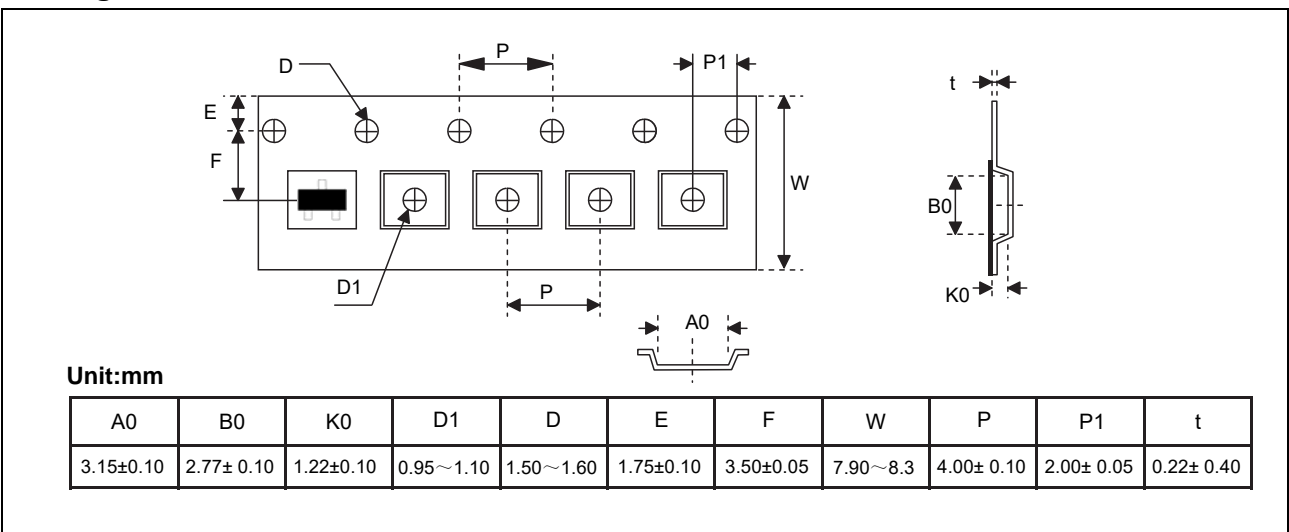 D
P
P1
t
E
F
W
B0
D1
P
K0
A0
Unit:mm
A0 B0 K0 D1 D E F W P P1 t
3.15±0.10 2.77± 0.10 1.22±0.10 0.95～1.10 1.50～1.60 1.75±0.10 3.50±0.05 7.90～8.3 4.00± 0.10 2.00± 0.05 0.22± 0.40